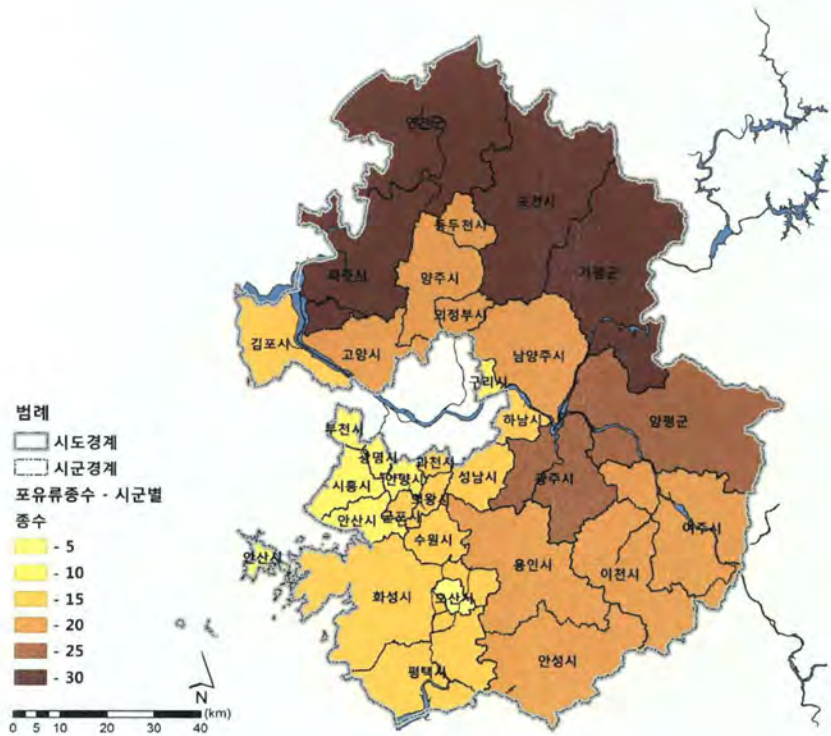 연천군
포천시
동두천시
파주시
가평군
양주시
의정부시
김포시
고양시
남양주시
구리시
하남시
양평군
부천시
광명시
과천시
안양시
시흥시
성남시
광주시
의왕시
안산시
군포시
수원시
여주시
안산시
용인시
이천시
화성시
오산시
평택시
안성시
범례
시도경계
시군경계
포유류종수 - 시군별
종수
- 5
- 10
- 15
- 20
- 25
- 30
N
(km)
0 5 10 20 30 40